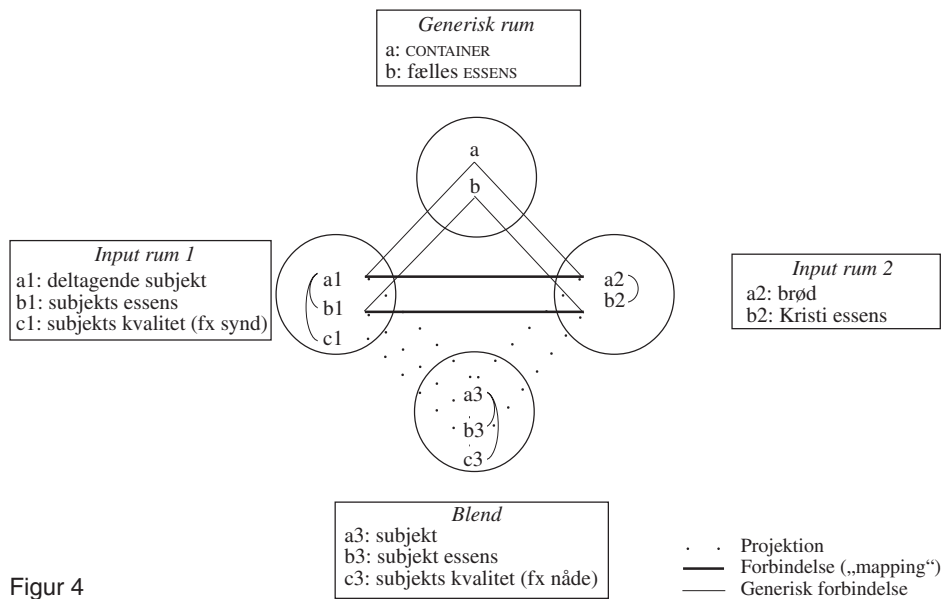 Generisk rum
a: CONTAINER
b: fælles ESSENS
a
b
Input rum 1
a1: deltagende subjekt
b1: subjekts essens
c1: subjekts kvalitet (fx synd)
a1
b1
c1
a2
b2
Input rum 2
a2: brød
b2: Kristi essens
a3
b3
c3
Blend
a3: subjekt
b3: subjekt essens
c3: subjekts kvalitet (fx nåde)
Projektion
Forbindelse („mapping“)
Generisk forbindelse
Figur 4